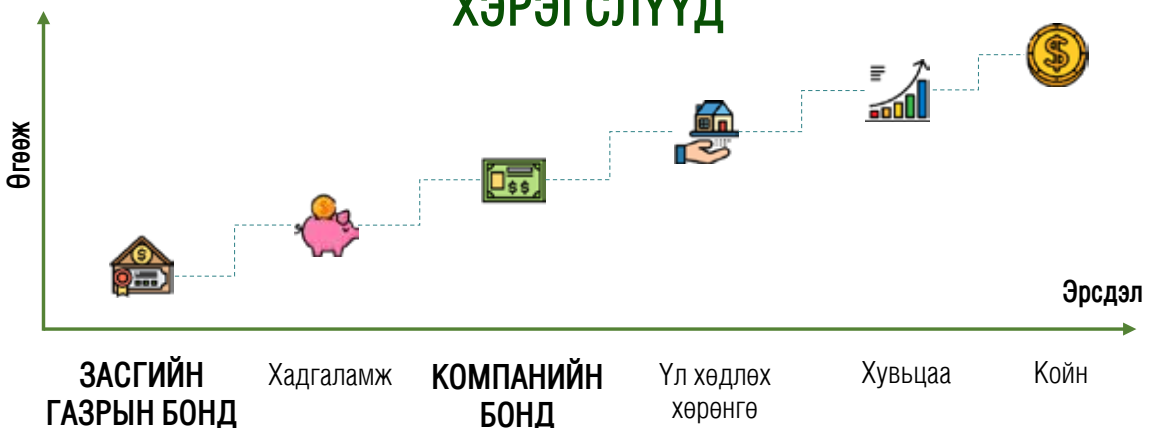 ХЭРЭГСЛҮҮД
Өгөөж
Эрсдэл
ЗАСГИЙН
ГАЗРЫН БОНД
Хадгаламж
КОМПАНИЙН
БОНД
Үл хөдлөх
хөрөнгө
Хувьцаа
Койн